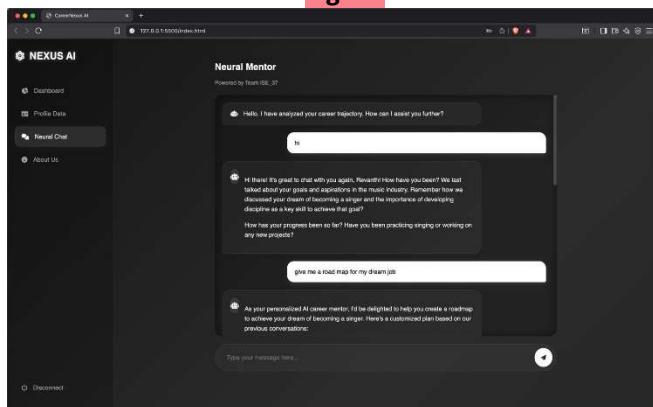 CareerNexus AI
127.0.0.1:5500/index.html
NEXUS AI
Dashboard
Profile Data
Neural Chat
About Us
Disconnect
Neural Mentor
Powered by Team ISE_37
Hello. I have analyzed your career trajectory. How can I assist you further?
hi
Hi there! It's great to chat with you again, Revanth! How have you been? We last
talked about your goals and aspirations in the music industry. Remember how we
discussed your dream of becoming a singer and the importance of developing
discipline as a key skill to achieve that goal?
How has your progress been so far? Have you been practicing singing or working on
any new projects?
give me a road map for my dream job
As your personalized AI career mentor, I'd be delighted to help you create a roadmap
to achieve your dream of becoming a singer. Here's a customized plan based on our
previous conversations:
Type your message here...